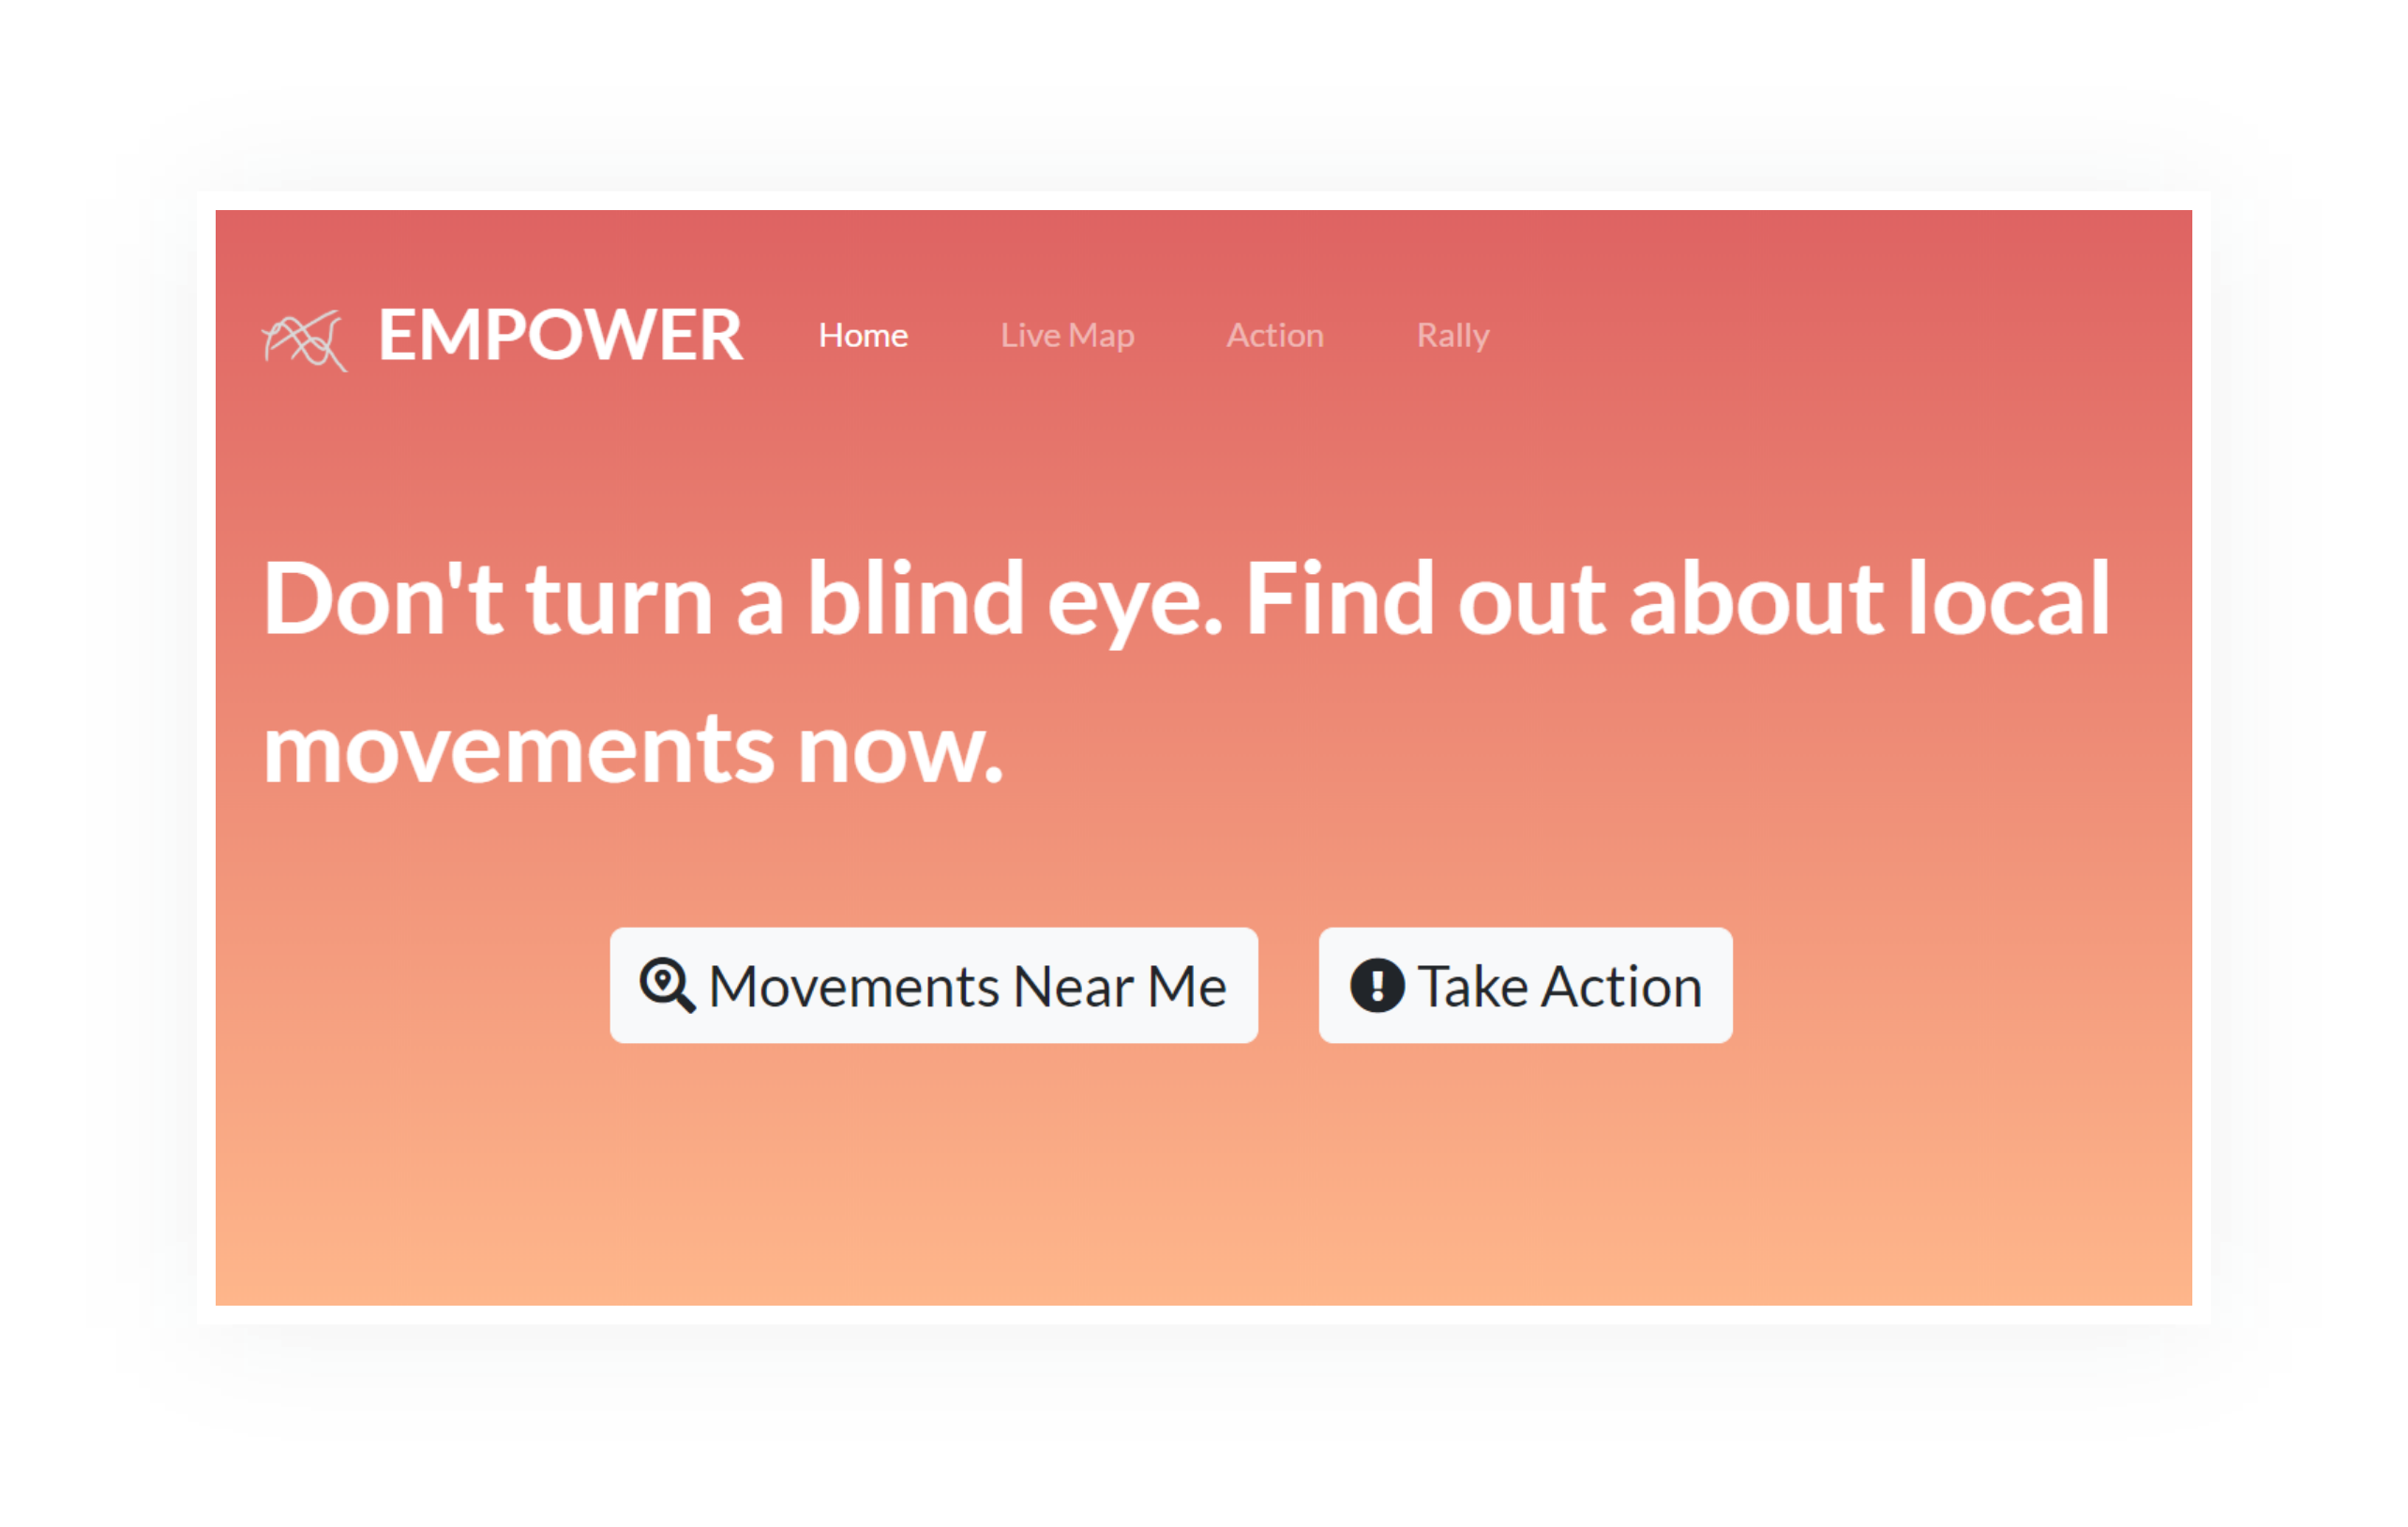 EMPOWER Home Live Map Action Rally
Don't turn a blind eye. Find out about local
movements now.
Movements Near Me Take Action